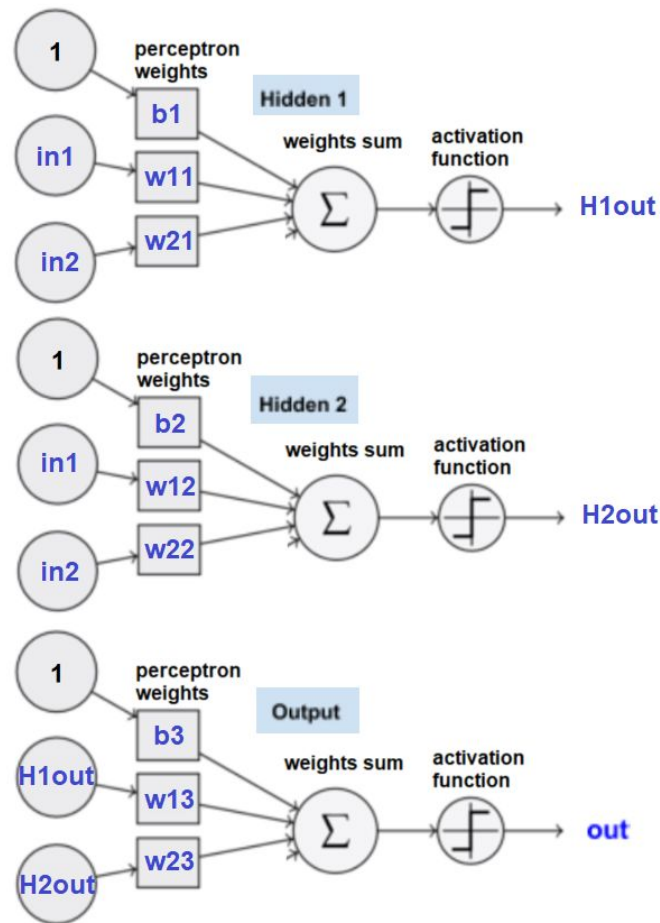 1
perceptron
weights
Hidden 1
b1
weights sum
activation
function
in1
w11
Σ
H1out
in2
w21
1
perceptron
weights
Hidden 2
b2
weights sum
activation
function
in1
w12
Σ
H2out
in2
w22
1
perceptron
weights
Output
b3
weights sum
activation
function
H1out
w13
Σ
out
H2out
w23